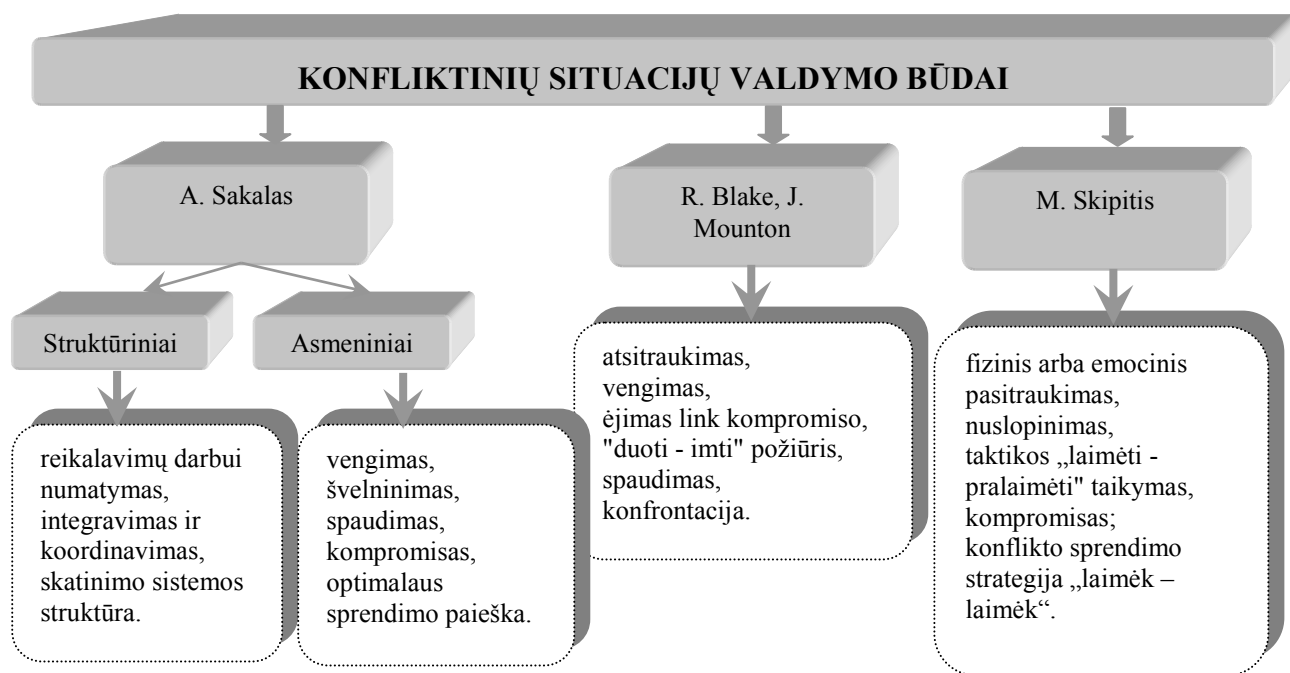 KONFLIKTINIŲ SITUACIJŲ VALDYMO BŪDAI
A. Sakalas
R. Blake, J.
Mounton
M. Skipitis
Struktūriniai
Asmeniniai
reikalavimų darbui
numatymas,
integravimas ir
koordinavimas,
skatinimo sistemos
struktūra.
vengimas,
švelninimas,
spaudimas,
kompromisas,
optimalaus
sprendimo paieška.
atsitraukimas,
vengimas,
ėjimas link kompromiso,
"duoti - imti" požiūris,
spaudimas,
konfrontacija.
fizinis arba emocinis
pasitraukimas,
nuslopinimas,
taktikos „laimėti -
pralaimėti" taikymas,
kompromisas;
konflikto sprendimo
strategija „laimėk –
laimėk“.